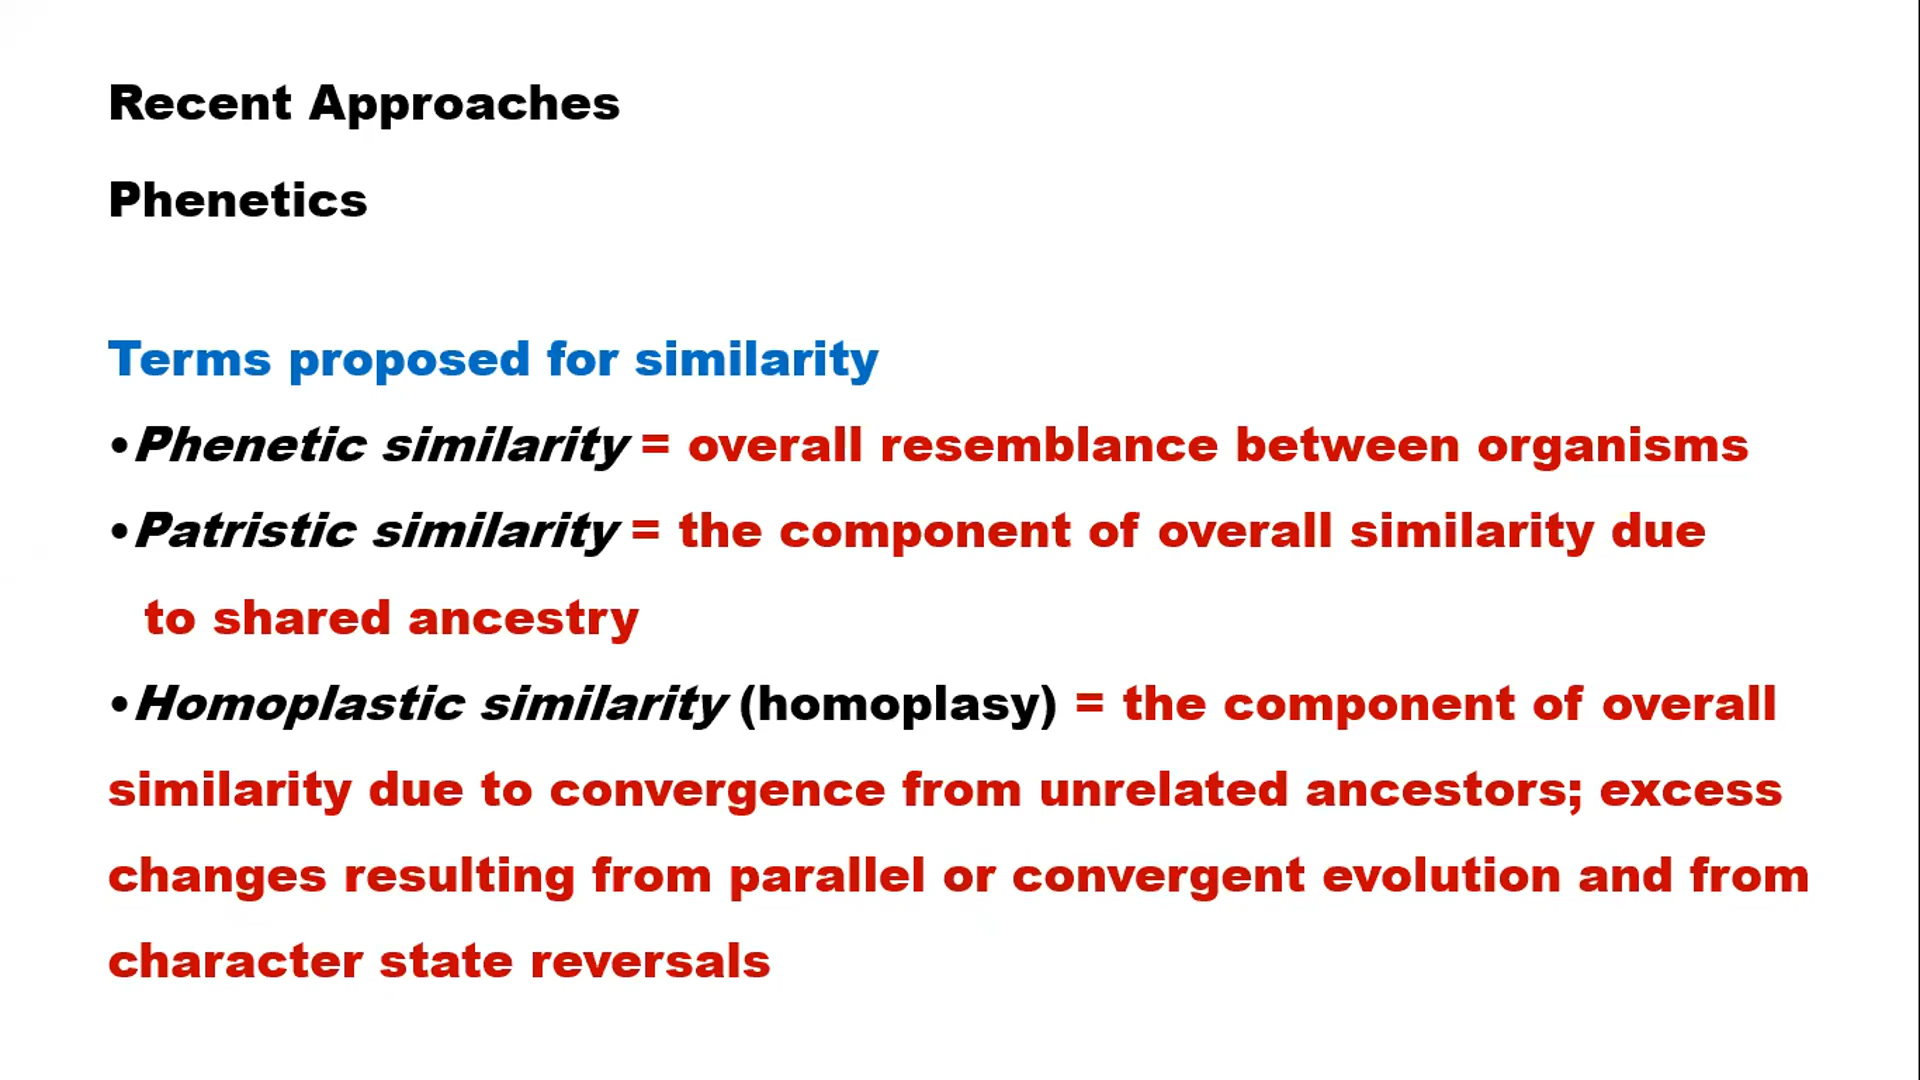 Recent Approaches
Phenetics
Terms proposed for similarity
•Phenetic similarity = overall resemblance between organisms
•Patristic similarity = the component of overall similarity due
to shared ancestry
•Homoplastic similarity (homoplasy) = the component of overall
similarity due to convergence from unrelated ancestors; excess
changes resulting from parallel or convergent evolution and from
character state reversals